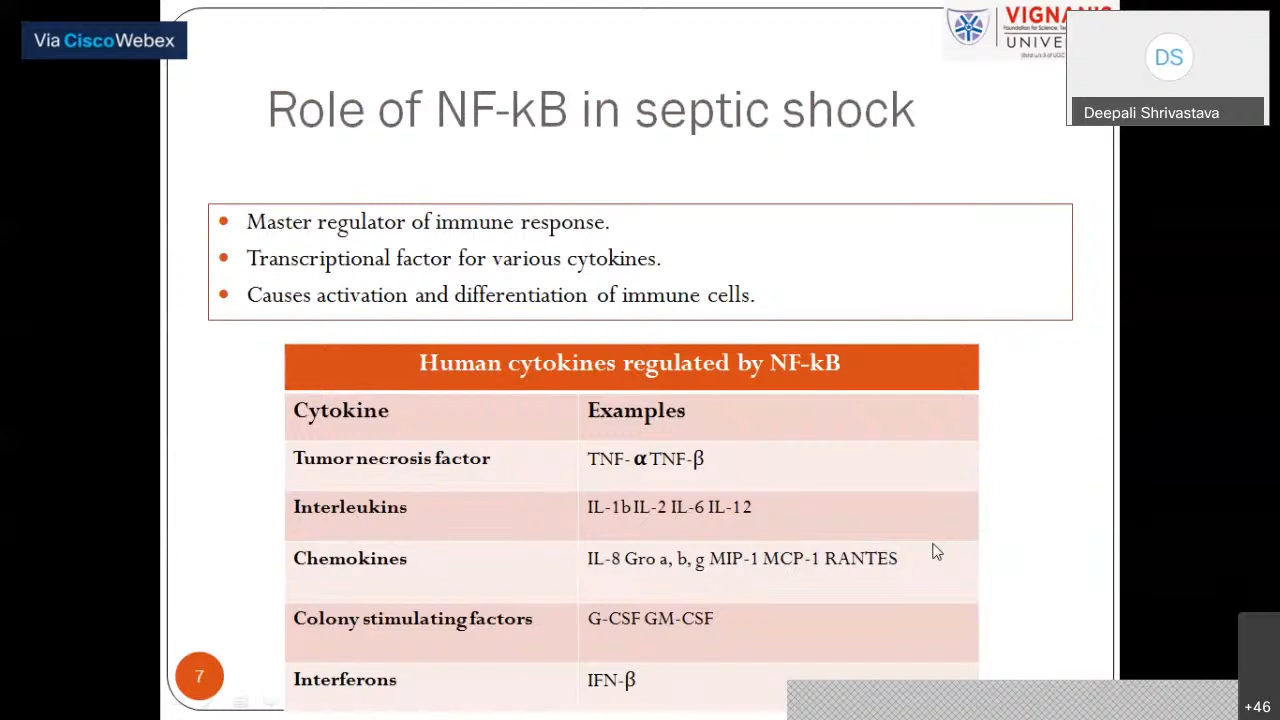 Via Cisco Webex
VIGNAN'S
UNIVE
DS
Deepali Shrivastava
Role of NF-kB in septic shock
Master regulator of immune response.
Transcriptional factor for various cytokines.
Causes activation and differentiation of immune cells.
Human cytokines regulated by NF-kB
Cytokine Examples
Tumor necrosis factor TNF- α TNF-β
Interleukins IL-1b IL-2 IL-6 IL-12
Chemokines IL-8 Gro a, b, g MIP-1 MCP-1 RANTES
Colony stimulating factors G-CSF GM-CSF
Interferons IFN-β
7
+46